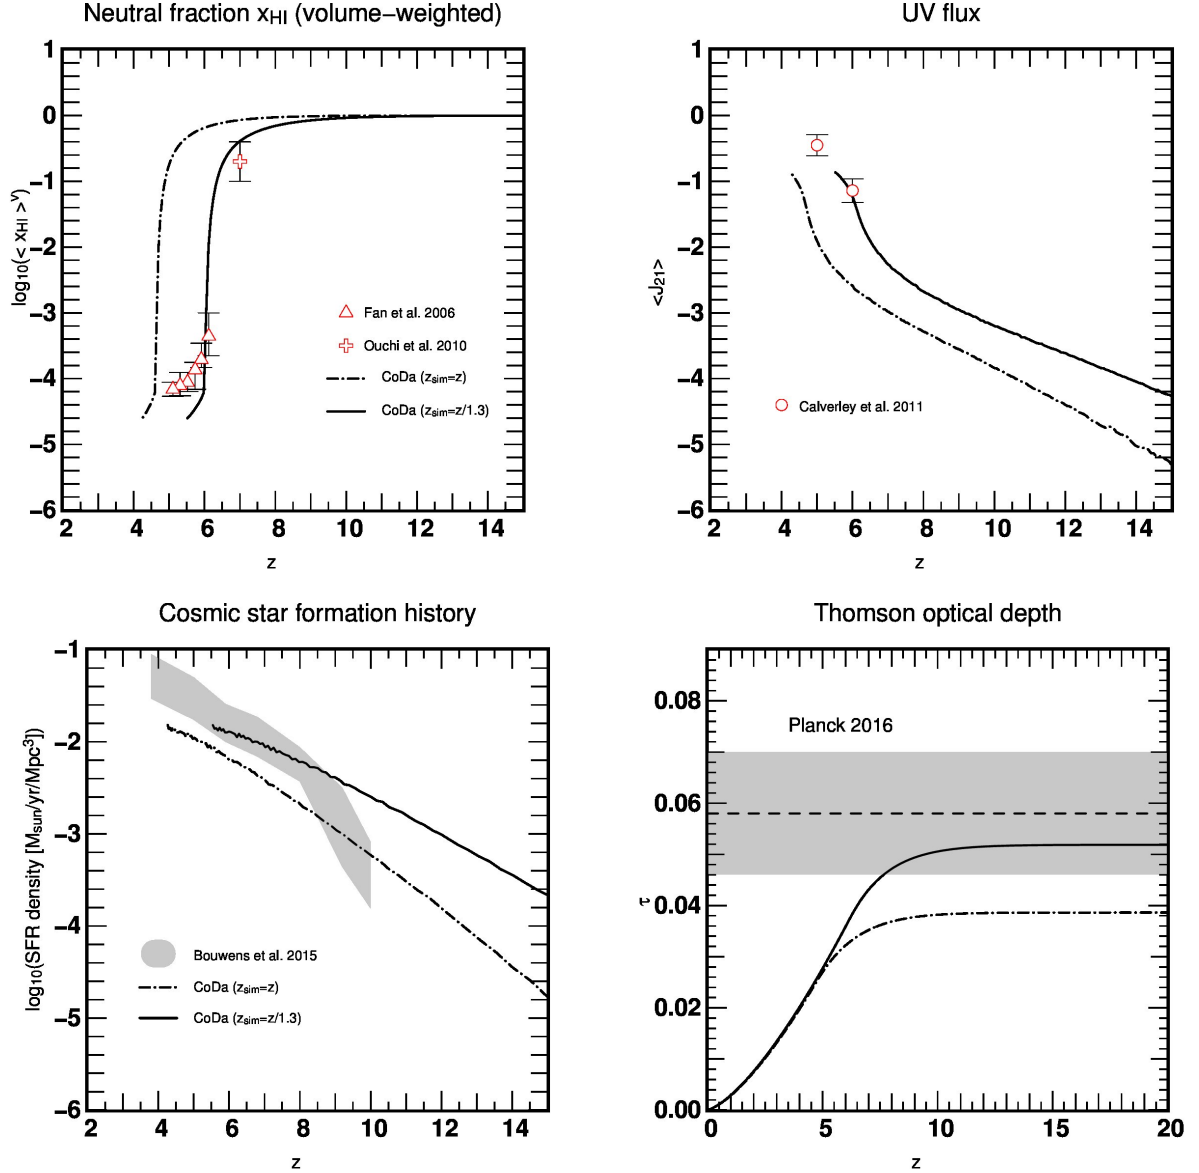 Neutral fraction xHI (volume−weighted)
1
0
−1
−2
−3
−4
−5
−6
log10(< xHI >V)
2 4 6 8 10 12 14
z
Fan et al. 2006
Ouchi et al. 2010
CoDa (zsim=z)
CoDa (zsim=z/1.3)
UV flux
1
0
−1
−2
−3
−4
−5
−6
<J21>
2 4 6 8 10 12 14
z
Calverley et al. 2011
Cosmic star formation history
−1
−2
−3
−4
−5
−6
log10(SFR density [Msun/yr/Mpc3])
2 4 6 8 10 12 14
z
Bouwens et al. 2015
CoDa (zsim=z)
CoDa (zsim=z/1.3)
Thomson optical depth
0.08
0.06
0.04
0.02
0.00
τ
0 5 10 15 20
z
Planck 2016